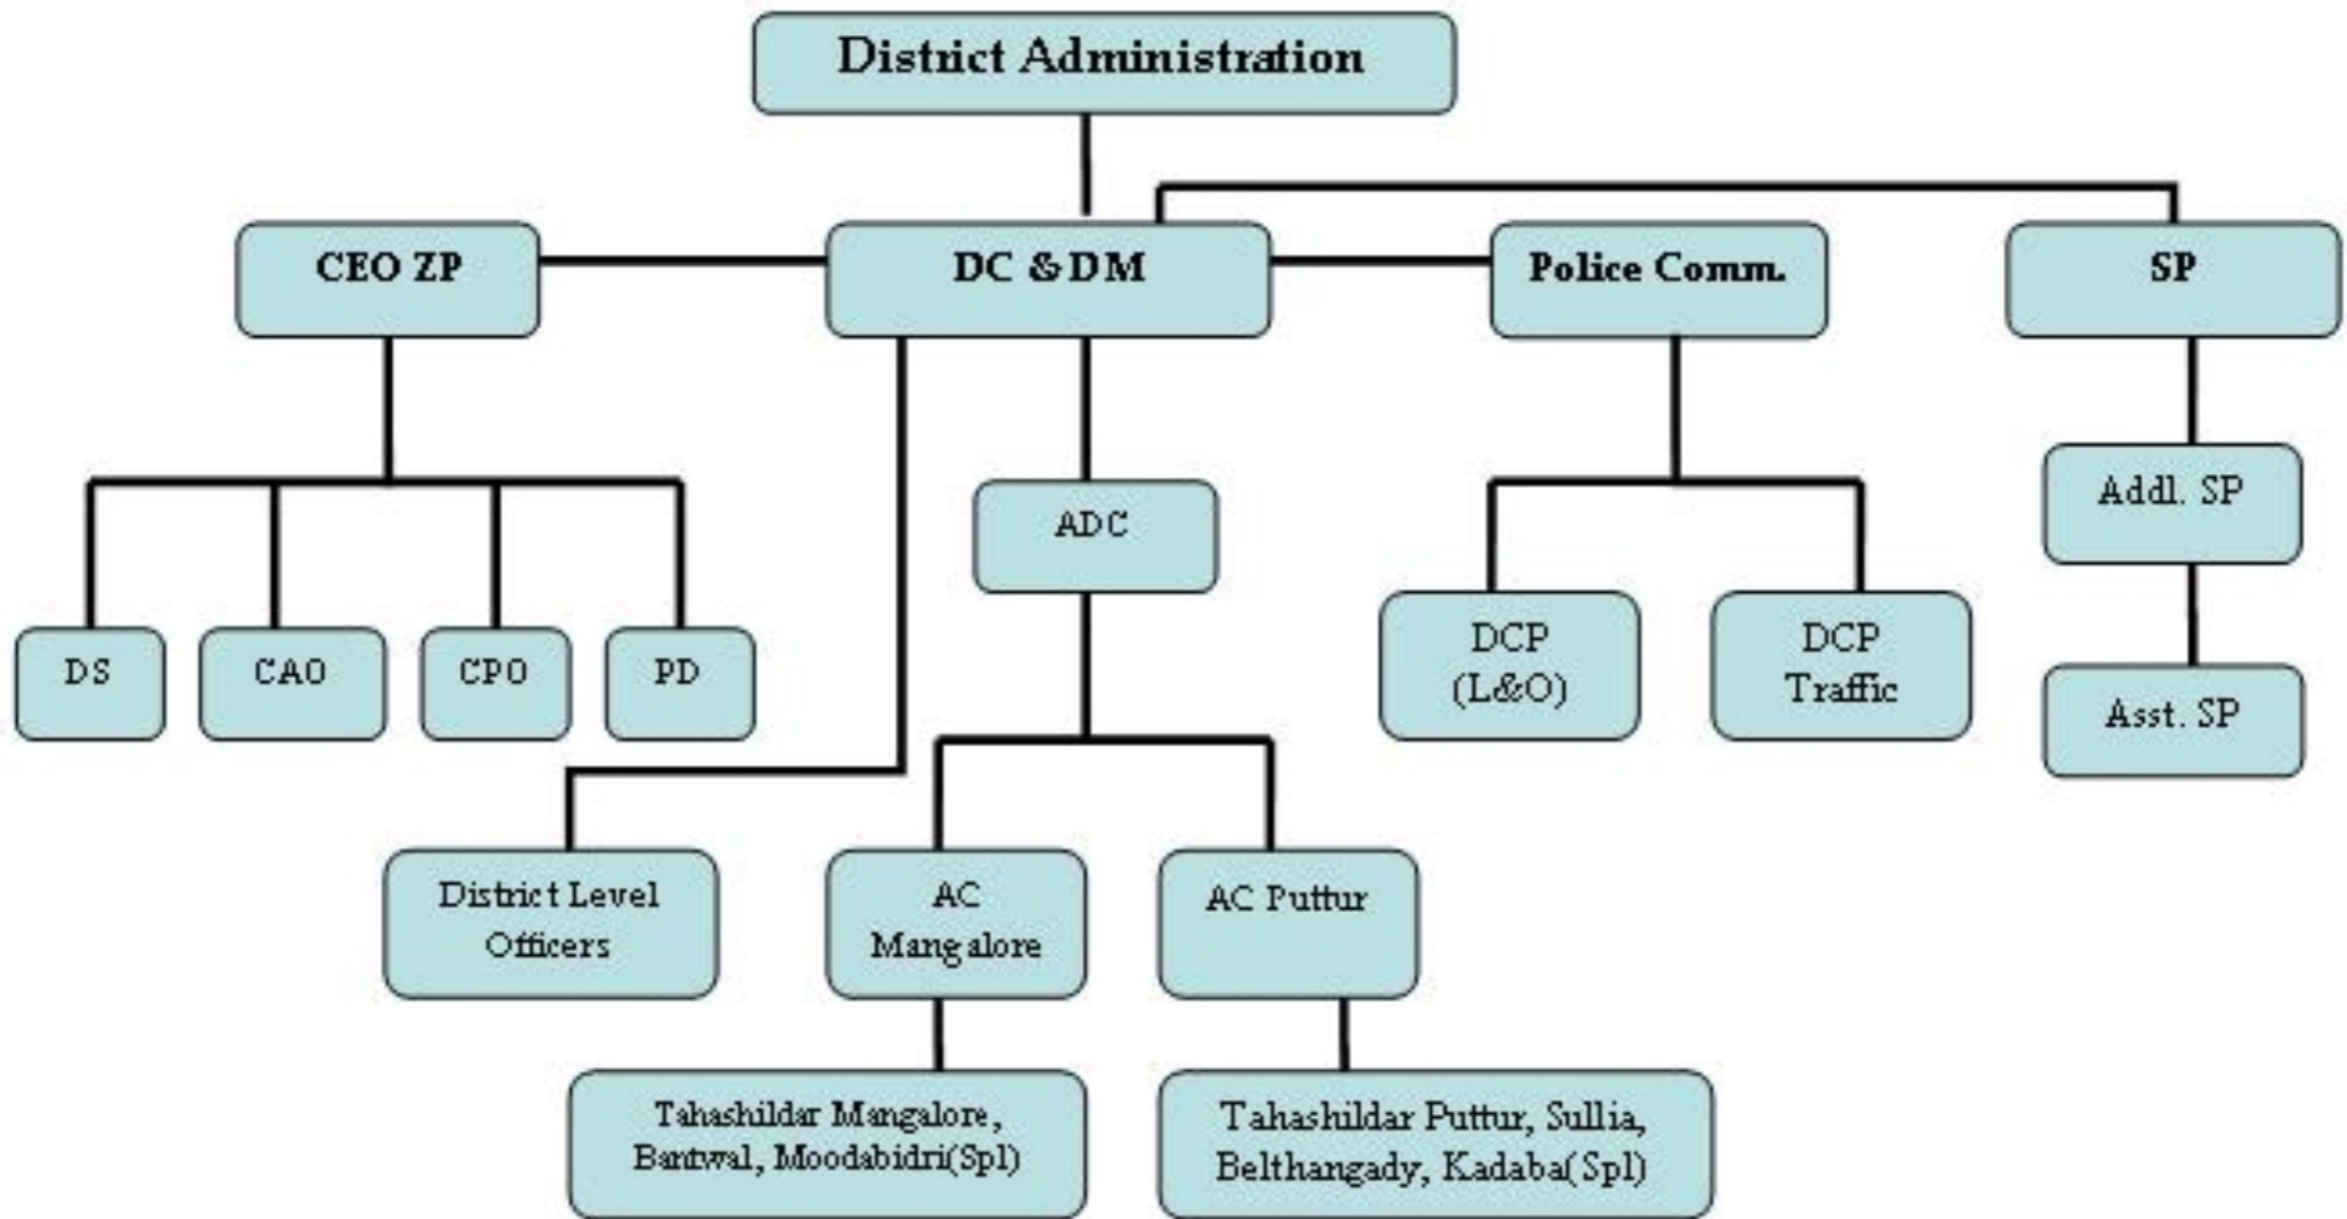 District Administration
CEO ZP
DC & DM
Police Comm.
SP
Addl. SP
ADC
DCP
(L&O)
DCP
Traffic
DS
CAO
CPO
PD
Asst. SP
District Level
Officers
AC
Mangalore
AC Puttur
Tahashildar Mangalore,
Bantwal, Moodabidri(Spl)
Tahashildar Puttur, Sullia,
Belthangady, Kadaba(Spl)